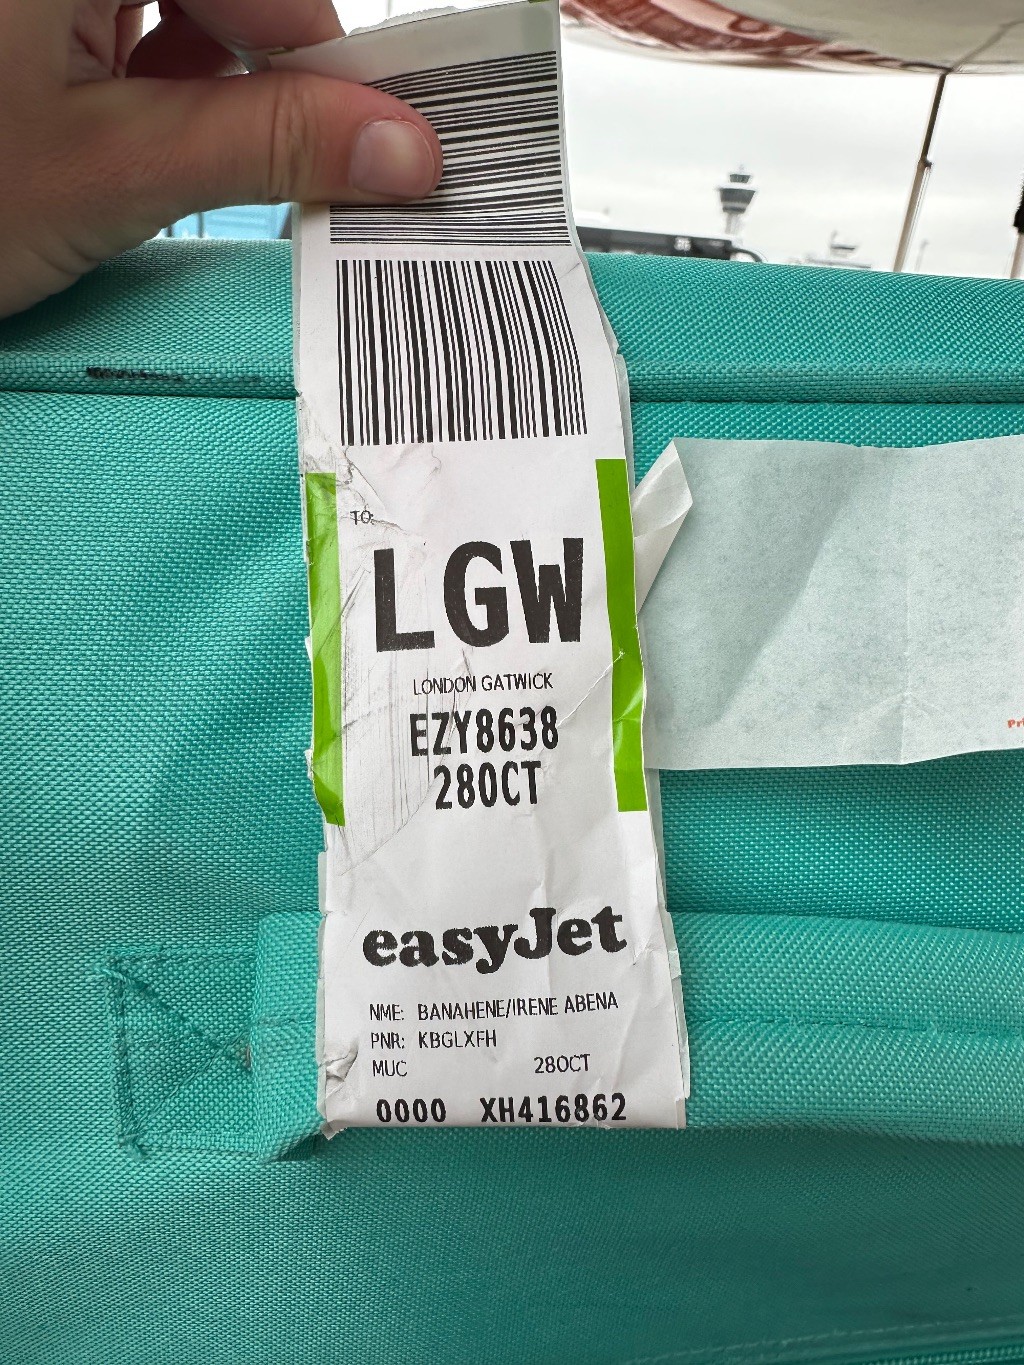 TO:
LGW
LONDON GATWICK
EZY8638
28OCT
easyJet
NME: BANAHENE/IRENE ABENA
PNR: KBGLXFH
MUC 28OCT
0000 XH416862